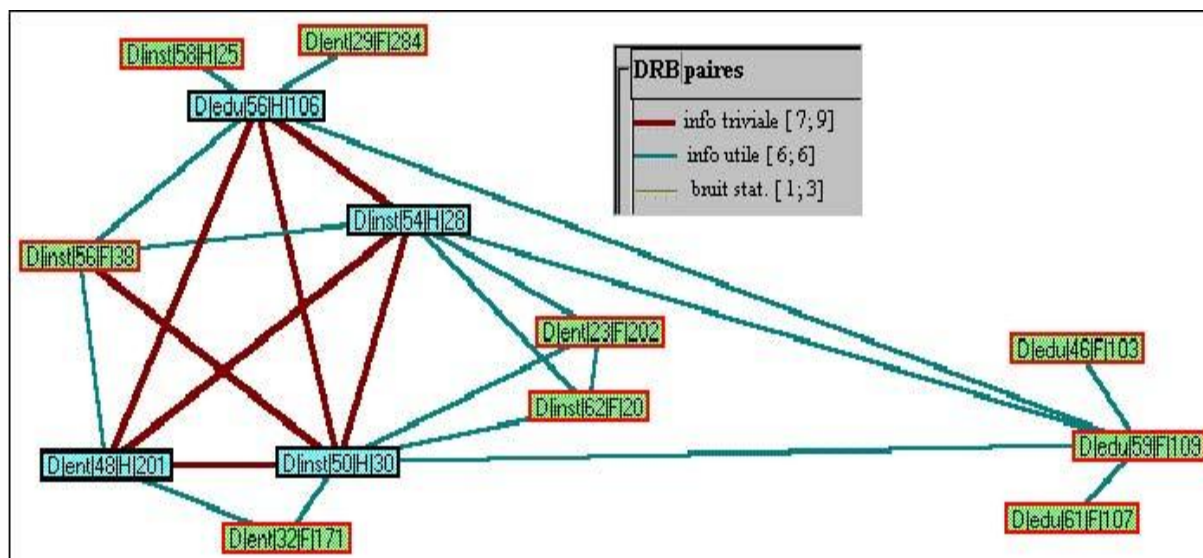 D|inst|58|H|25
D|ent|29|F|284
D|edu|56|H|106
DRB paires
info triviale [ 7; 9]
info utile [ 6; 6]
bruit stat. [ 1; 3]
D|inst|54|H|28
D|inst|56|F|38
D|ent|23|F|202
D|edu|46|F|103
D|inst|62|F|20
D|edu|59|F|109
D|ent|48|H|201
D|inst|50|H|30
D|edu|61|F|107
D|ent|32|F|171